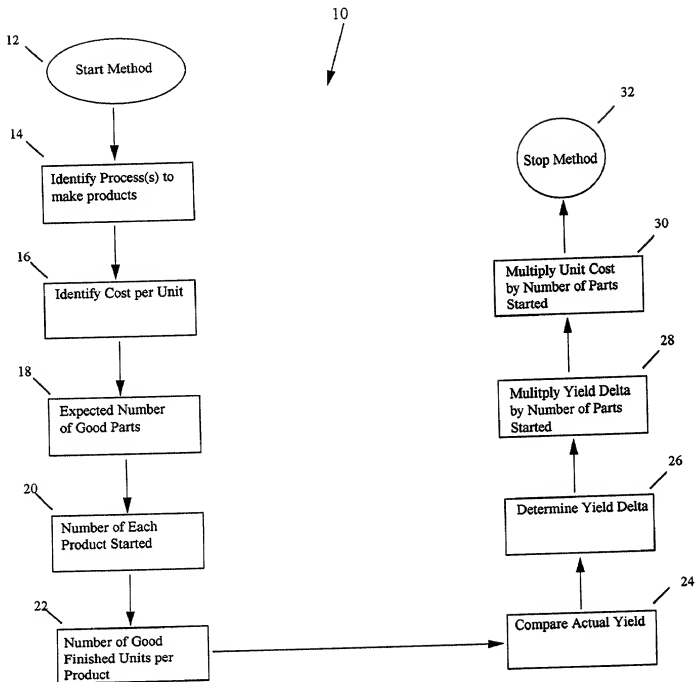 10
12
Start Method
14
Identify Process(s) to
make products
16
Identify Cost per Unit
18
Expected Number
of Good Parts
20
Number of Each
Product Started
22
Number of Good
Finished Units per
Product
24
Compare Actual Yield
26
Determine Yield Delta
28
Mulitply Yield Delta
by Number of Parts
Started
30
Multiply Unit Cost
by Number of Parts
Started
32
Stop Method